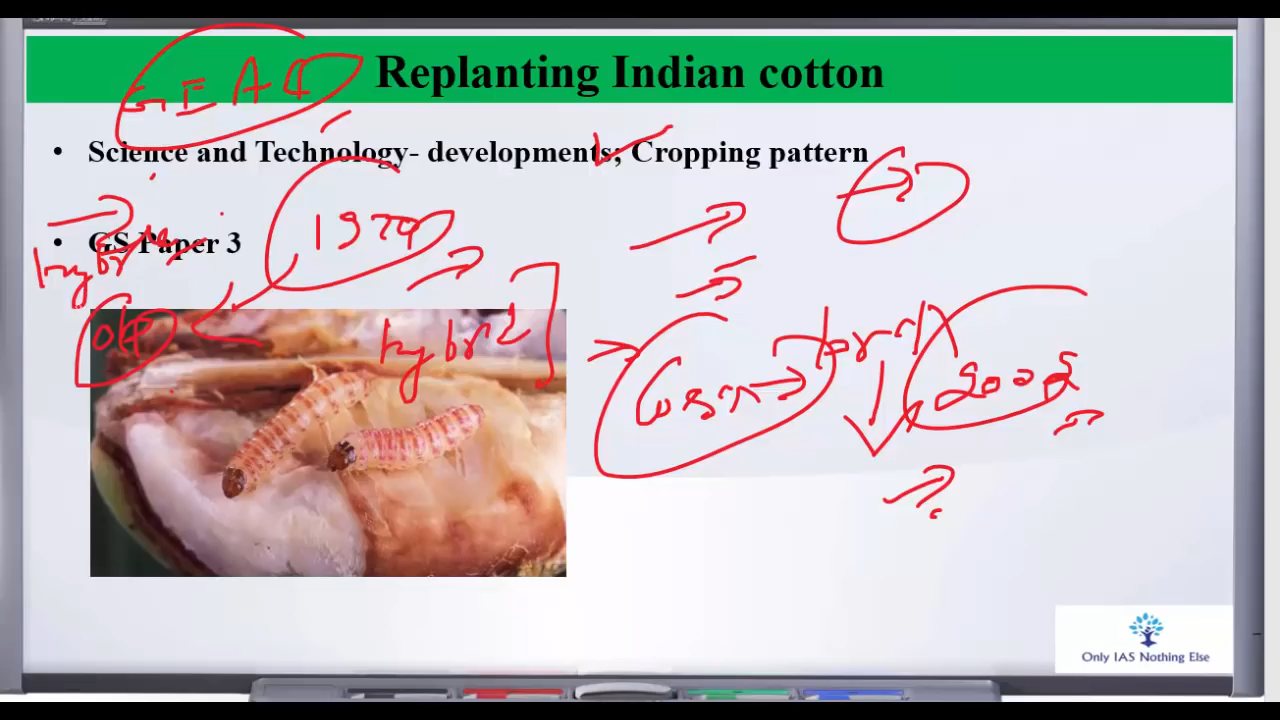 Replanting Indian cotton
GEAC
• Science and Technology- developments; Cropping pattern
1970
• GS Paper 3
hybrid
hybrid
2002
Only IAS Nothing Else